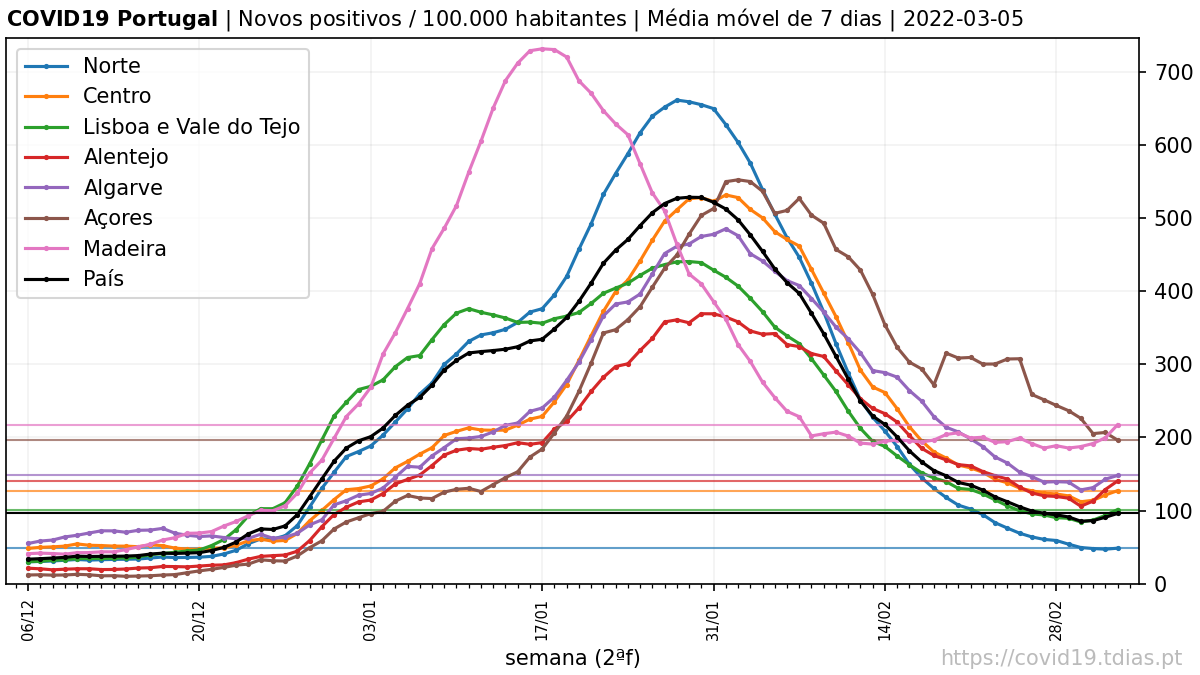 COVID19 Portugal | Novos positivos / 100.000 habitantes | Média móvel de 7 dias | 2022-03-05
Norte
Centro
Lisboa e Vale do Tejo
Alentejo
Algarve
Açores
Madeira
País
700
600
500
400
300
200
100
0
06/12
20/12
03/01
17/01
31/01
14/02
28/02
semana (2ªf)
https://covid19.tdias.pt